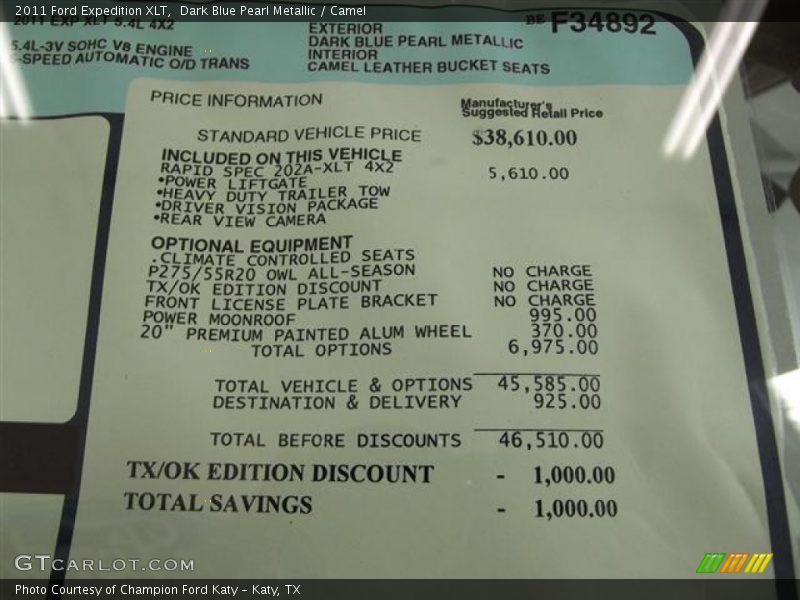 2011 Ford Expedition XLT, Dark Blue Pearl Metallic / Camel
2011 EXP XLT 5.4L 4X2
BE F34892
EXTERIOR
5.4L-3V SOHC V8 ENGINE
DARK BLUE PEARL METALLIC
INTERIOR
-SPEED AUTOMATIC O/D TRANS
CAMEL LEATHER BUCKET SEATS
PRICE INFORMATION
Manufacturer's
Suggested Retail Price
STANDARD VEHICLE PRICE $38,610.00
INCLUDED ON THIS VEHICLE
RAPID SPEC 202A-XLT 4X2 5,610.00
•POWER LIFTGATE
•HEAVY DUTY TRAILER TOW
•DRIVER VISION PACKAGE
•REAR VIEW CAMERA
OPTIONAL EQUIPMENT
.CLIMATE CONTROLLED SEATS
P275/55R20 OWL ALL-SEASON NO CHARGE
TX/OK EDITION DISCOUNT NO CHARGE
FRONT LICENSE PLATE BRACKET NO CHARGE
POWER MOONROOF 995.00
20" PREMIUM PAINTED ALUM WHEEL 370.00
TOTAL OPTIONS 6,975.00
TOTAL VEHICLE & OPTIONS 45,585.00
DESTINATION & DELIVERY 925.00
TOTAL BEFORE DISCOUNTS 46,510.00
TX/OK EDITION DISCOUNT - 1,000.00
TOTAL SAVINGS - 1,000.00
GTCARLOT.COM
Photo Courtesy of Champion Ford Katy - Katy, TX